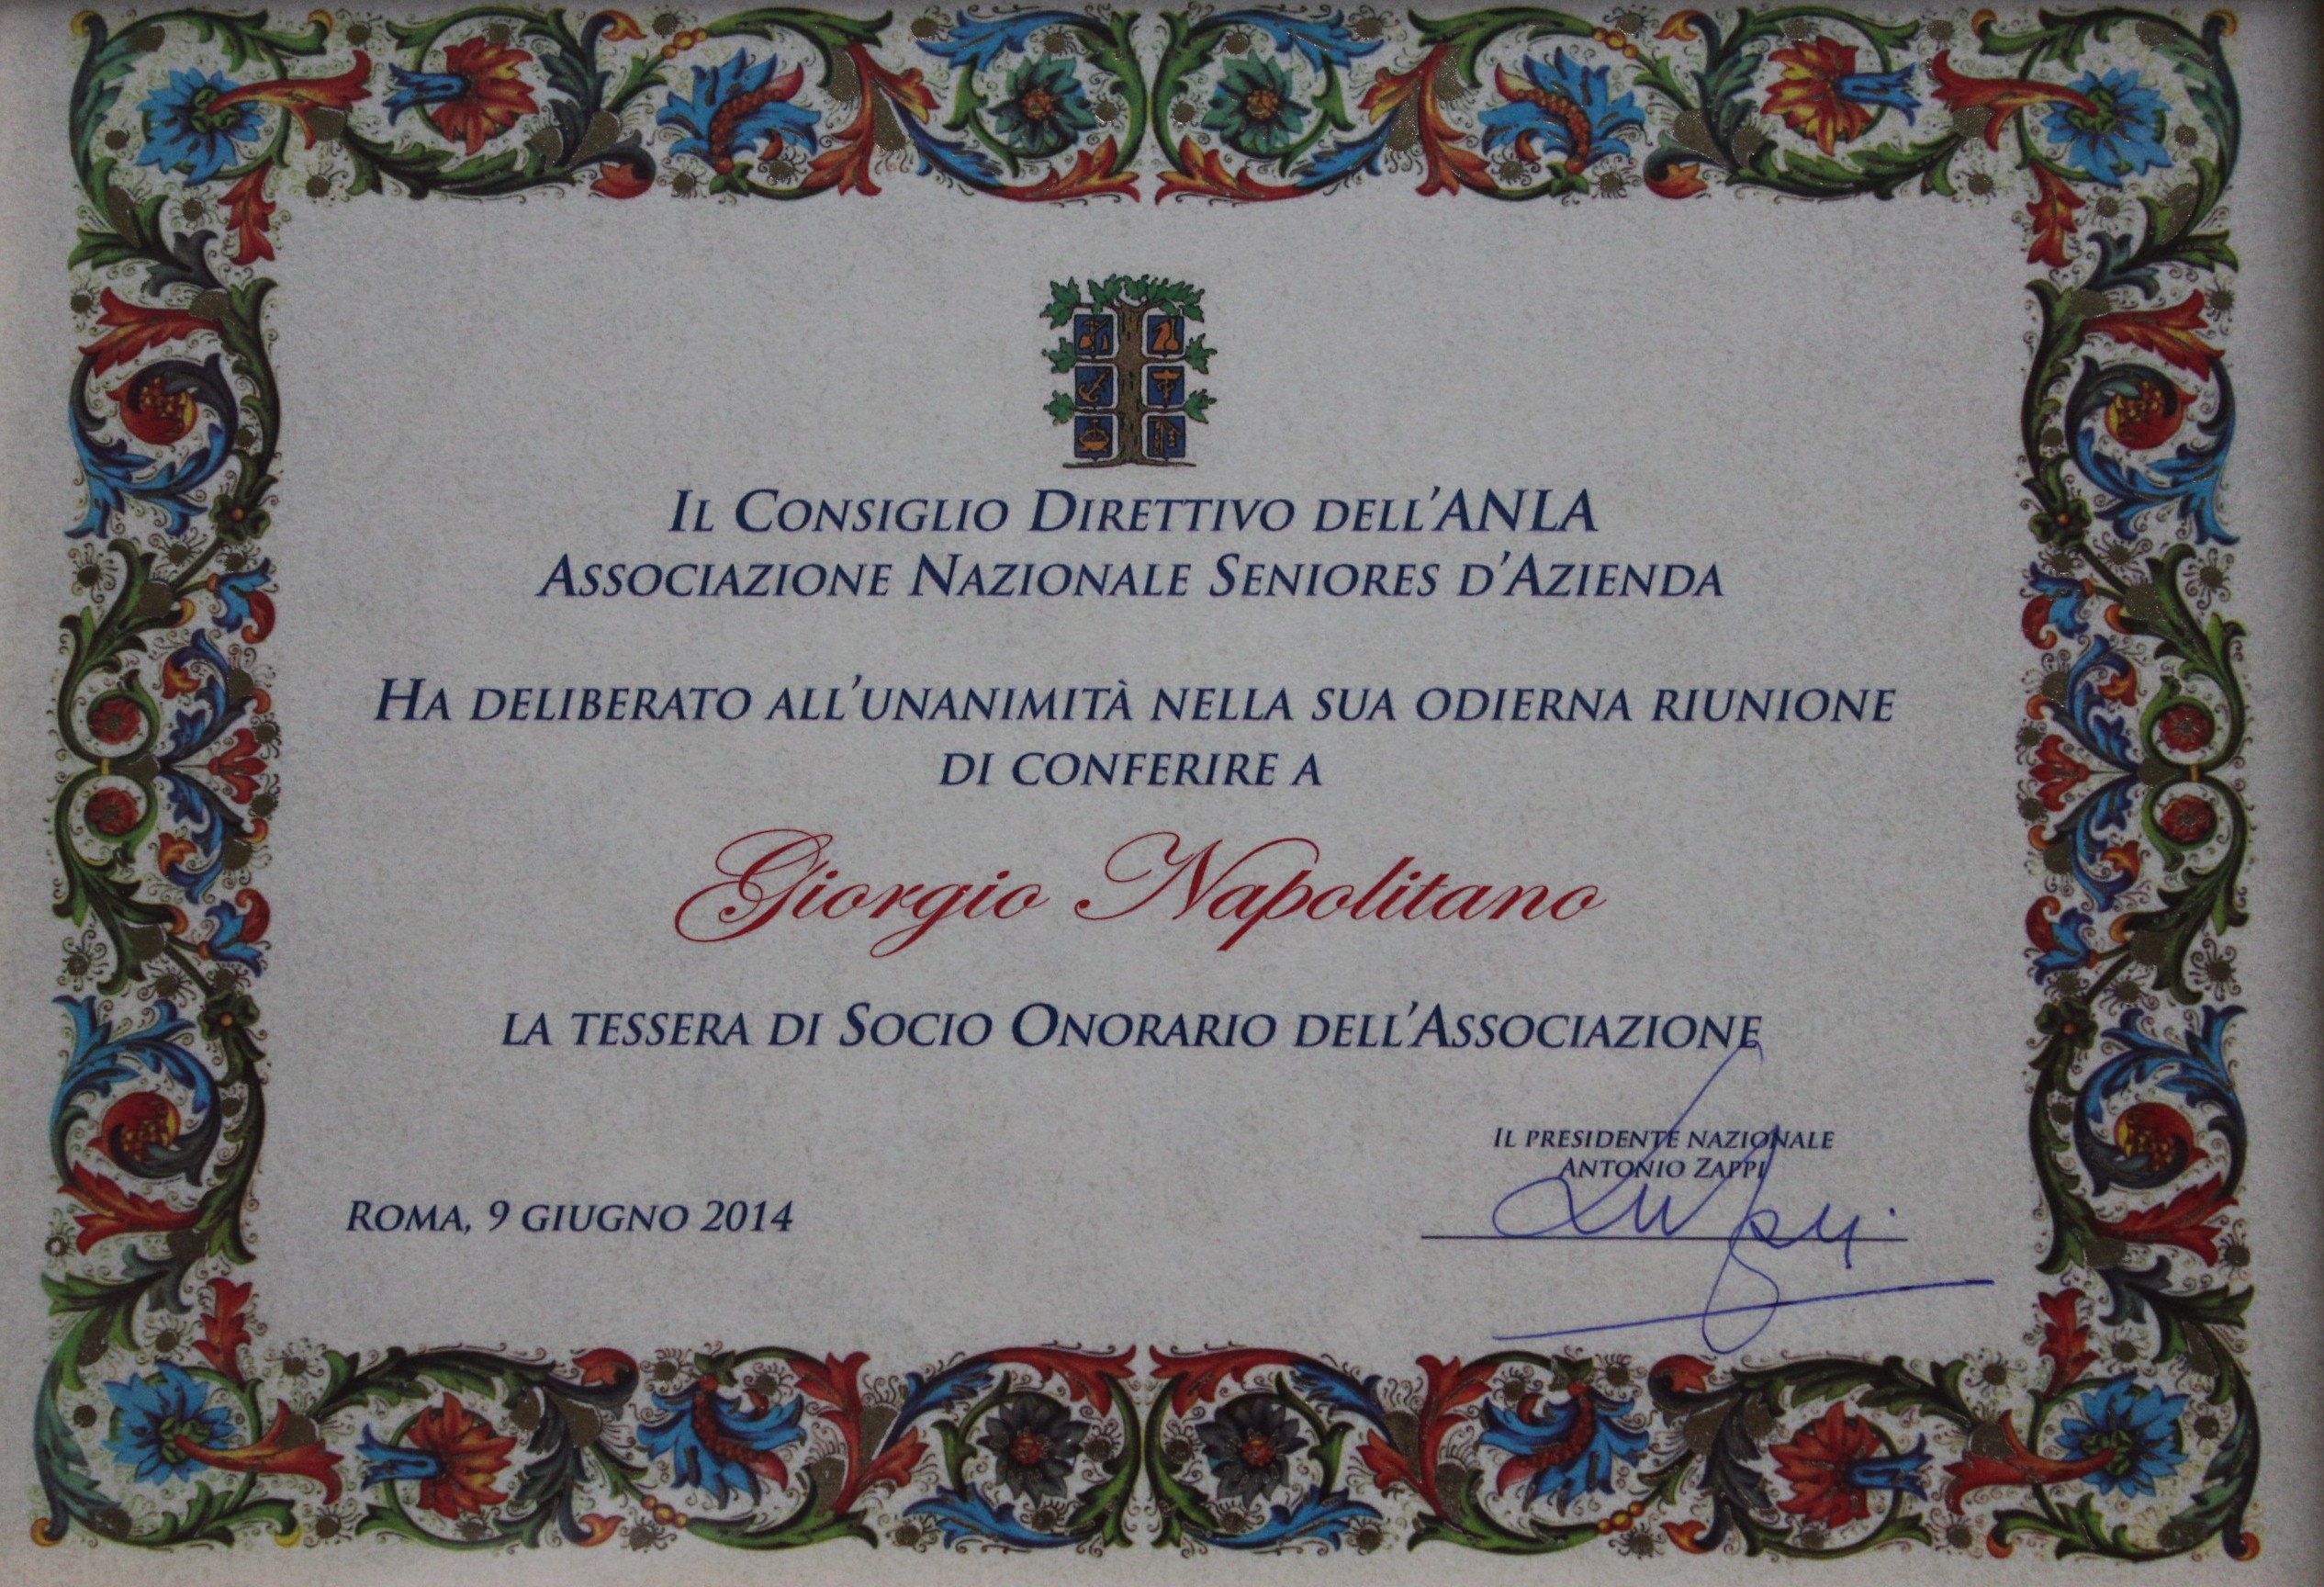 Il Consiglio Direttivo dell'ANLA
Associazione Nazionale Seniores d'Azienda
Ha deliberato all'unanimità nella sua odierna riunione
di conferire a
Giorgio Napolitano
la tessera di Socio Onorario dell'Associazione
Il presidente nazionale
Antonio Zappi
Roma, 9 giugno 2014